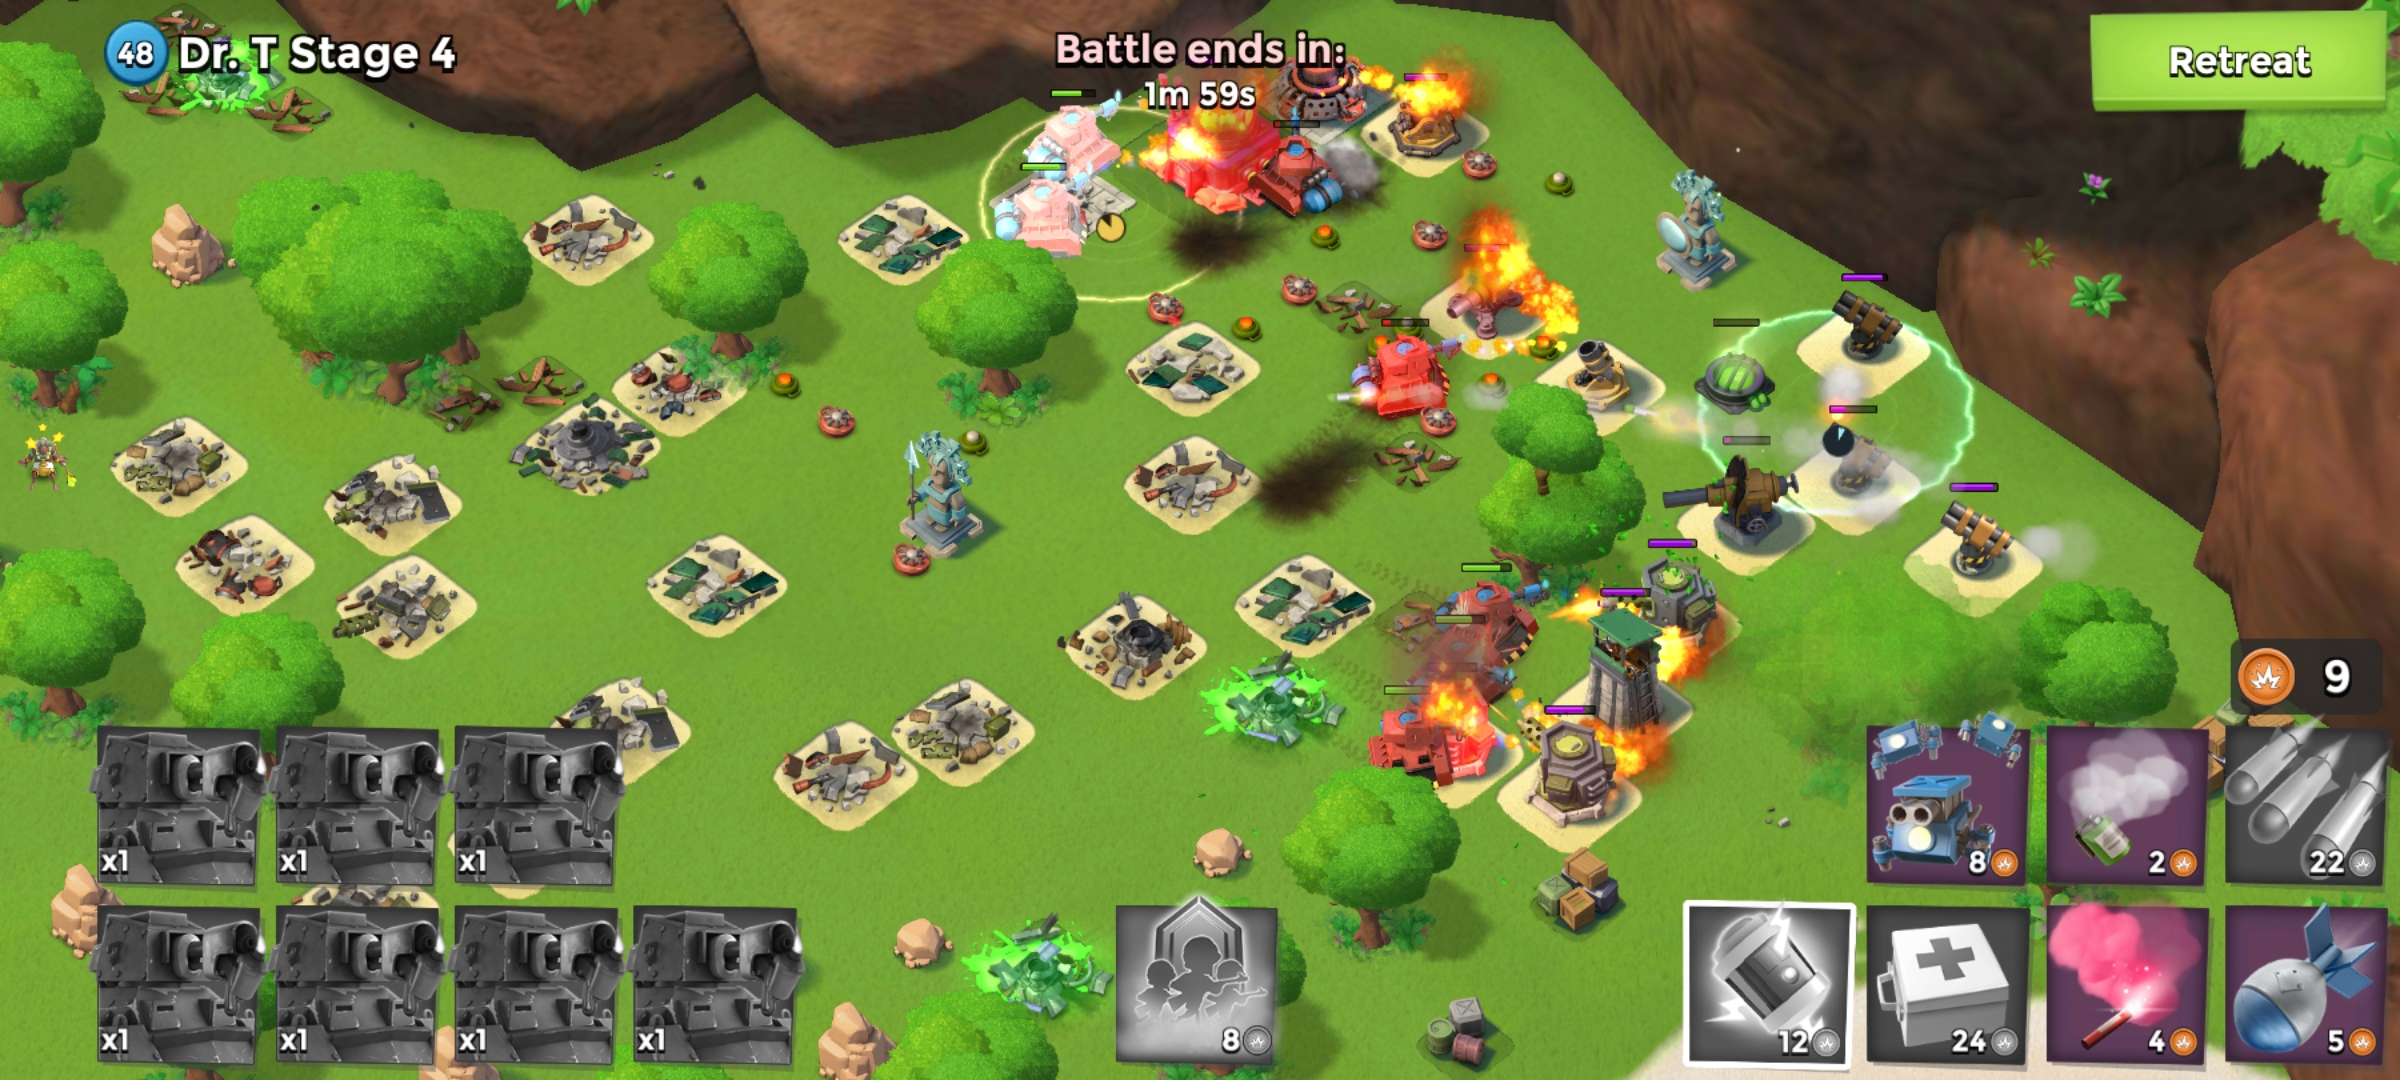 48 Dr. T Stage 4
Battle ends in:
1m 59s
Retreat
9
x1 x1 x1
8 2 22
x1 x1 x1 x1
8 12 24 4 5